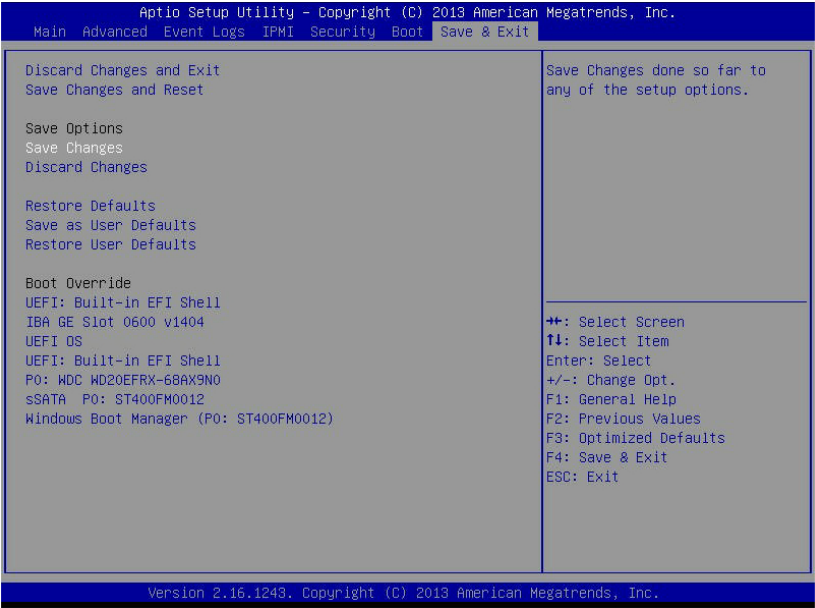 Aptio Setup Utility – Copyright (C) 2013 American Megatrends, Inc.
Main Advanced Event Logs IPMI Security Boot Save & Exit
Discard Changes and Exit
Save Changes and Reset
Save Options
Save Changes
Discard Changes
Restore Defaults
Save as User Defaults
Restore User Defaults
Boot Override
UEFI: Built-in EFI Shell
IBA GE Slot 0600 v1404
UEFI OS
UEFI: Built-in EFI Shell
P0: WDC WD20EFRX-68AX9N0
sSATA P0: ST400FM0012
Windows Boot Manager (P0: ST400FM0012)
Save Changes done so far to
any of the setup options.
→←: Select Screen
↑↓: Select Item
Enter: Select
+/-: Change Opt.
F1: General Help
F2: Previous Values
F3: Optimized Defaults
F4: Save & Exit
ESC: Exit
Version 2.16.1243. Copyright (C) 2013 American Megatrends, Inc.